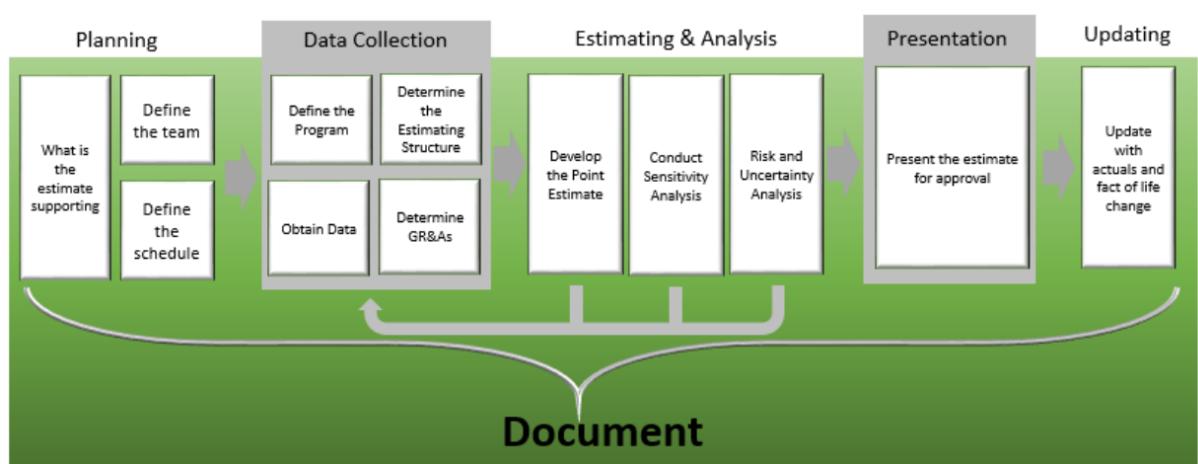 Planning
Data Collection
Estimating & Analysis
Presentation
Updating
What is
the
estimate
supporting
Define
the team
Define
the
schedule
Define the
Program
Determine
the
Estimating
Structure
Obtain Data
Determine
GR&As
Develop
the Point
Estimate
Conduct
Sensitivity
Analysis
Risk and
Uncertainty
Analysis
Present the estimate
for approval
Update
with
actuals and
fact of life
change
Document